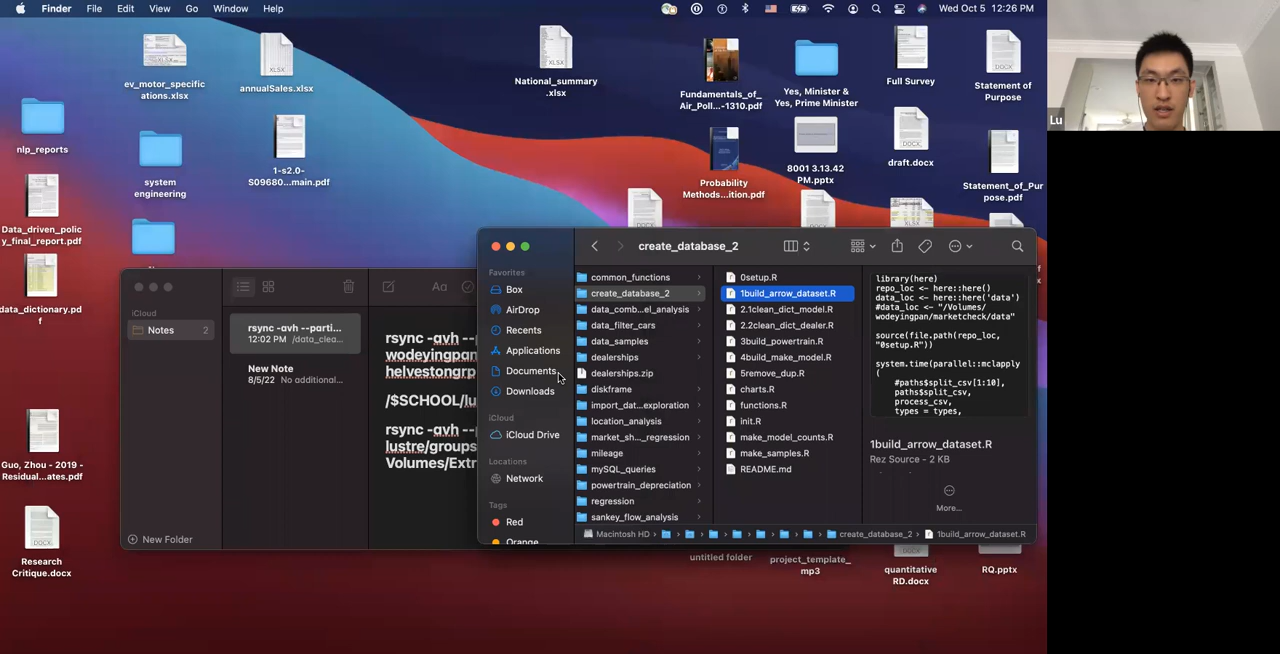 Finder File Edit View Go Window Help
Wed Oct 5 12:26 PM
ev_motor_specific
ations.xlsx
annualSales.xlsx
National_summary
.xlsx
Fundamentals_of_
Air_Poll...-1310.pdf
Yes, Minister &
Yes, Prime Minister
Full Survey
Statement of
Purpose
nlp_reports
system
engineering
1-s2.0-
S09680...main.pdf
Probability
Methods...ition.pdf
8001 3.13.42
PM.pptx
draft.docx
Statement_of_Pur
pose.pdf
Data_driven_polic
y_final_report.pdf
data_dictionary.pd
f
Guo, Zhou - 2019 -
Residual...ates.pdf
Research
Critique.docx
iCloud
Notes 2
New Folder
rsync -avh --parti...
12:02 PM /data_clea...
New Note
8/5/22 No additional...
Aa
rsync -avh --p
wodeyingpan
helvestongrp
/$SCHOOL/lu
rsync -avh --p
lustre/groups
Volumes/Extr
create_database_2
Favorites
Box
AirDrop
Recents
Applications
Documents
Downloads
iCloud
iCloud Drive
Locations
Network
Tags
Red
Orange
common_functions
create_database_2
data_comb...el_analysis
data_filter_cars
data_samples
dealerships
dealerships.zip
diskframe
import_dat...exploration
location_analysis
market_sh..._regression
mileage
mySQL_queries
powertrain_depreciation
regression
sankey_flow_analysis
0setup.R
1build_arrow_dataset.R
2.1clean_dict_model.R
2.2clean_dict_dealer.R
3build_powertrain.R
4build_make_model.R
5remove_dup.R
charts.R
functions.R
init.R
make_model_counts.R
make_samples.R
README.md
library(here)
repo_loc <- here::here()
data_loc <- here::here('data')
#data_loc <- "/Volumes/
wodeyingpan/marketcheck/data"
source(file.path(repo_loc,
"0setup.R"))
system.time(parallel::mclapply
(
#paths$split_csv[1:10],
paths$split_csv,
process_csv,
types = types,
1build_arrow_dataset.R
Rez Source - 2 KB
More...
Macintosh HD › › › › › › › › create_database_2 › 1build_arrow_dataset.R
untitled folder
project_template_
mp3
quantitative
RD.docx
RQ.pptx
Lu